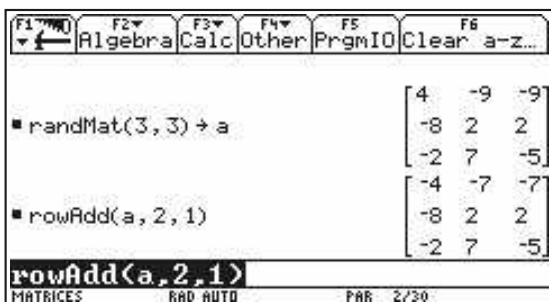 F1 F2 F3 F4 F5 F6
Algebra Calc Other PrgmIO Clear a-z…
4 -9 -9
randMat(3,3)→a -8 2 2
-2 7 -5
-4 -7 -7
rowAdd(a,2,1) -8 2 2
-2 7 -5
rowAdd(a,2,1)
MATRICES RAD AUTO PAR 2/30